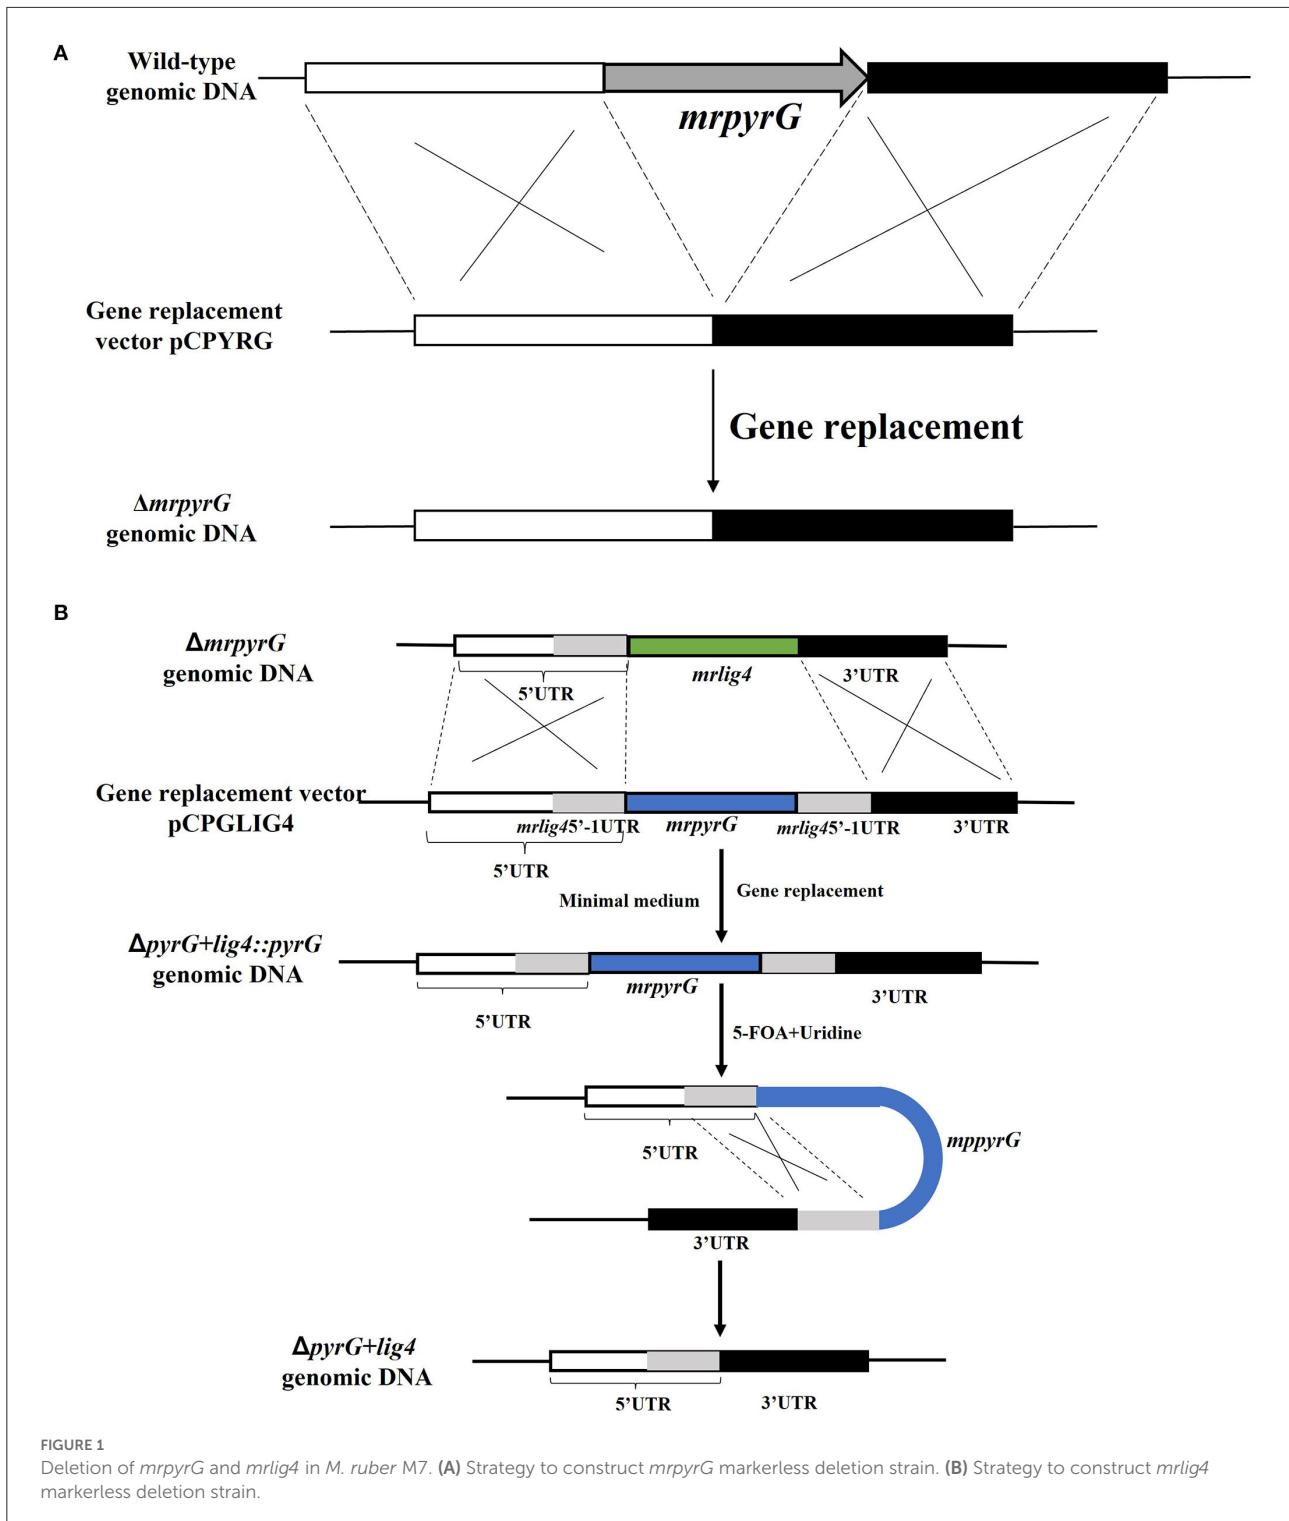 A
Wild-type
genomic DNA
mrpyrG
Gene replacement
vector pCPYRG
Gene replacement
ΔmrpyrG
genomic DNA
B
ΔmrpyrG
genomic DNA
5’UTR
mrlig4
3’UTR
Gene replacement vector
pCPGLIG4
mrlig45’-1UTR
mrpyrG
mrlig45’-1UTR
3’UTR
5’UTR
Minimal medium
Gene replacement
ΔpyrG+lig4::pyrG
genomic DNA
mrpyrG
3’UTR
5’UTR
5-FOA+Uridine
5’UTR
mppyrG
3’UTR
ΔpyrG+lig4
genomic DNA
5’UTR
3’UTR
FIGURE 1
Deletion of mrpyrG and mrlig4 in M. ruber M7. (A) Strategy to construct mrpyrG markerless deletion strain. (B) Strategy to construct mrlig4
markerless deletion strain.